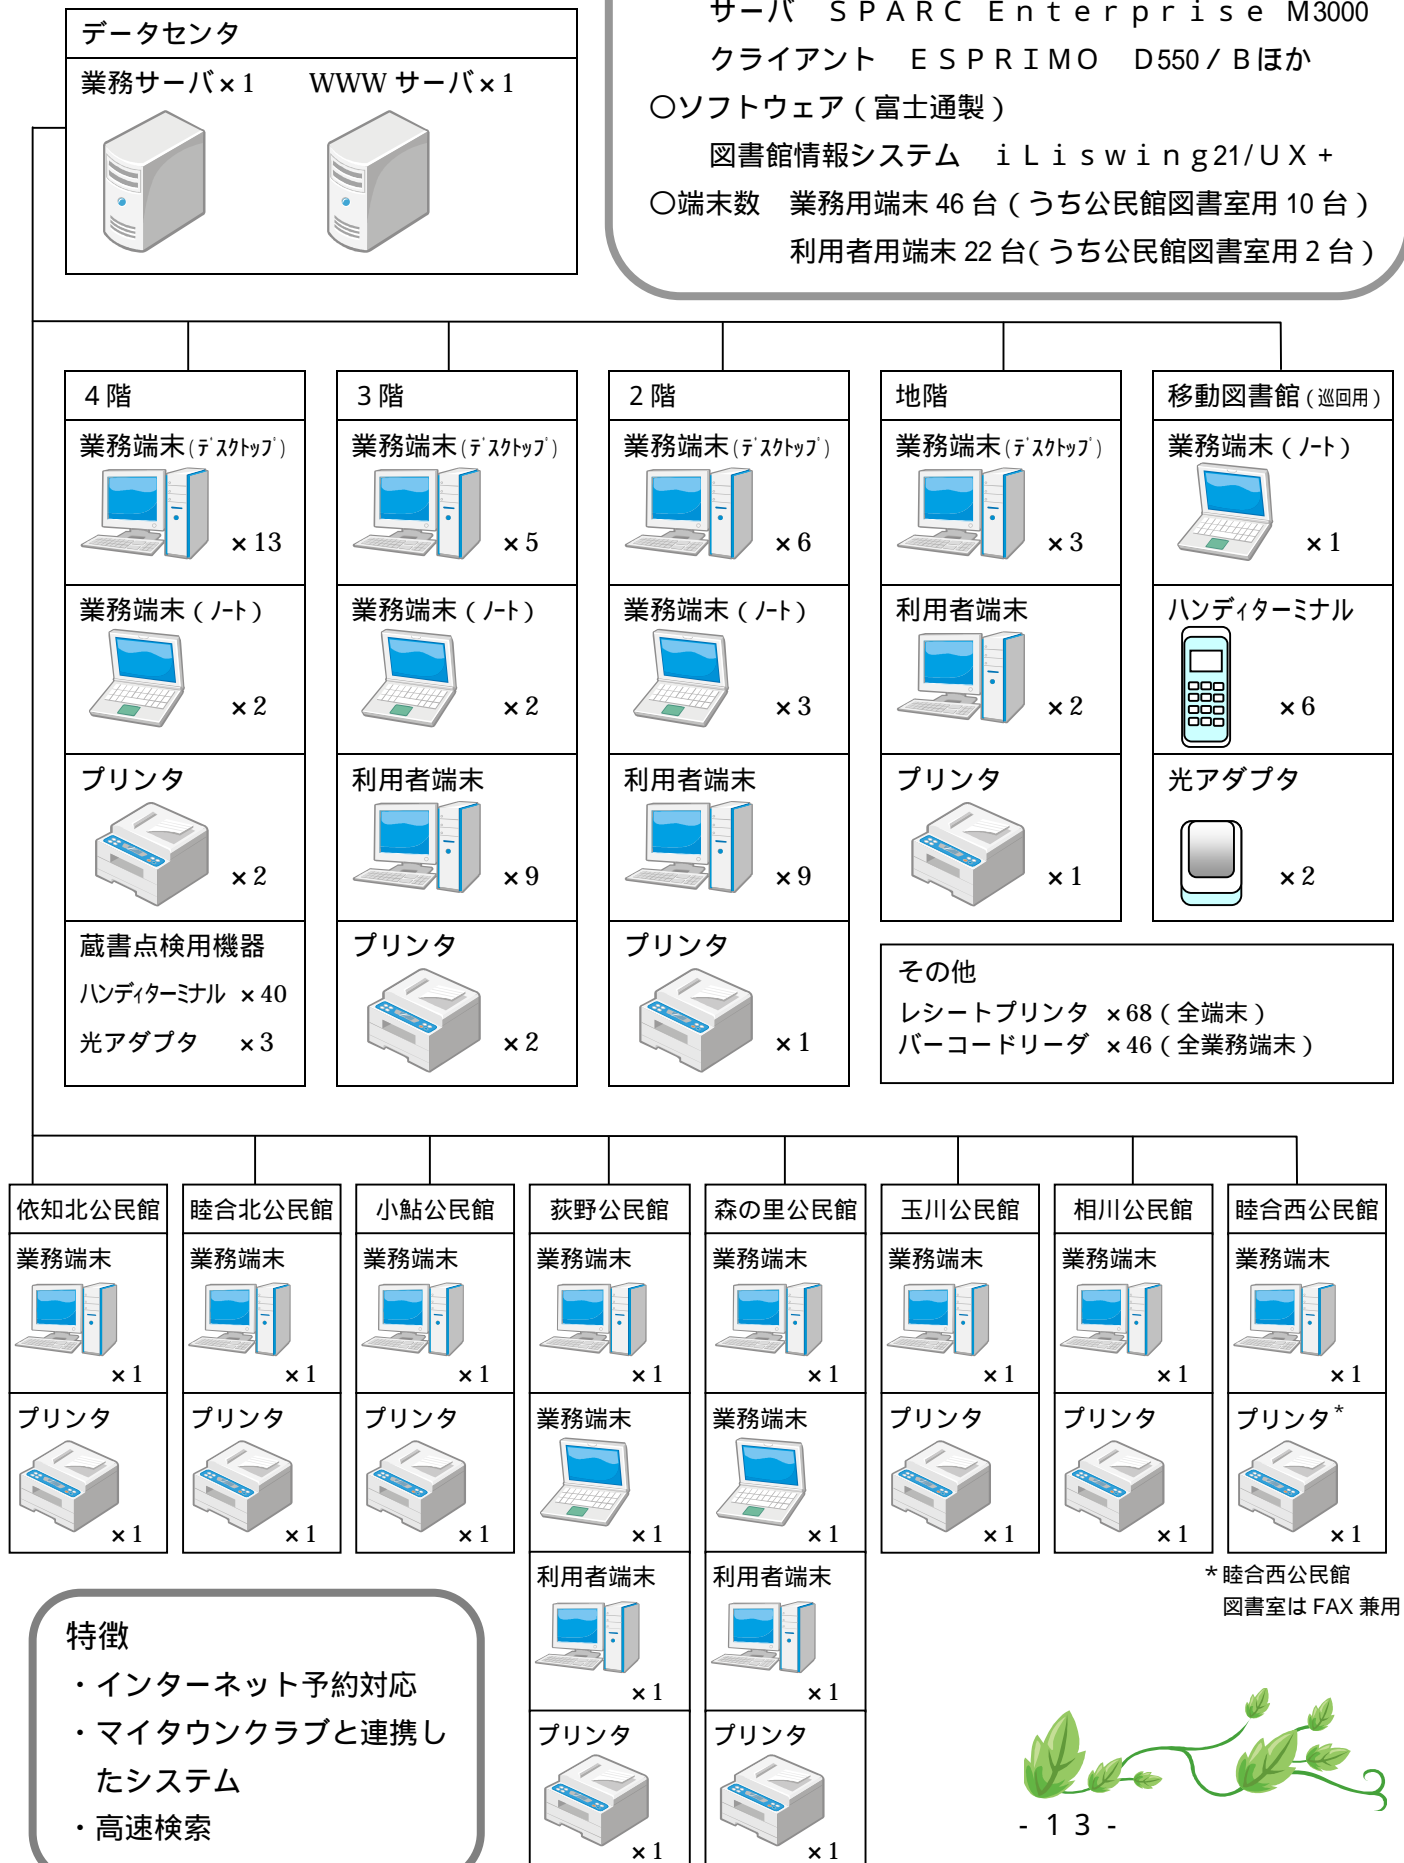 サーバ　ＳＰＡＲＣ　Ｅｎｔｅｒｐｒｉｓｅ　M3000
クライアント　ＥＳＰＲＩＭＯ　Ｄ550／Ｂほか
○ソフトウェア（富士通製）
図書館情報システム　ｉＬｉｓｗｉｎｇ21/ＵＸ+
○端末数　業務用端末 46 台（うち公民館図書室用 10 台）
利用者用端末 22 台（うち公民館図書室用 2 台）
データセンタ
業務サーバ×1　WWW サーバ×1
4 階
業務端末(ﾃﾞｽｸﾄｯﾌﾟ)
×13
業務端末（ﾉｰﾄ）
×2
プリンタ
×2
蔵書点検用機器
ハンディターミナル ×40
光アダプタ ×3
3 階
業務端末(ﾃﾞｽｸﾄｯﾌﾟ)
×5
業務端末（ﾉｰﾄ）
×2
利用者端末
×9
プリンタ
×2
2 階
業務端末(ﾃﾞｽｸﾄｯﾌﾟ)
×6
業務端末（ﾉｰﾄ）
×3
利用者端末
×9
プリンタ
×1
地階
業務端末(ﾃﾞｽｸﾄｯﾌﾟ)
×3
利用者端末
×2
プリンタ
×1
移動図書館（巡回用）
業務端末（ﾉｰﾄ）
×1
ハンディターミナル
×6
光アダプタ
×2
その他
レシートプリンタ ×68（全端末）
バーコードリーダ ×46（全業務端末）
依知北公民館
業務端末
×1
プリンタ
×1
睦合北公民館
業務端末
×1
プリンタ
×1
小鮎公民館
業務端末
×1
プリンタ
×1
荻野公民館
業務端末
×1
業務端末
×1
利用者端末
×1
プリンタ
×1
森の里公民館
業務端末
×1
業務端末
×1
利用者端末
×1
プリンタ
×1
玉川公民館
業務端末
×1
プリンタ
×1
相川公民館
業務端末
×1
プリンタ
×1
睦合西公民館
業務端末
×1
プリンタ*
×1
*睦合西公民館
図書室は FAX 兼用
特徴
・インターネット予約対応
・マイタウンクラブと連携し
たシステム
・高速検索
- 1 3 -